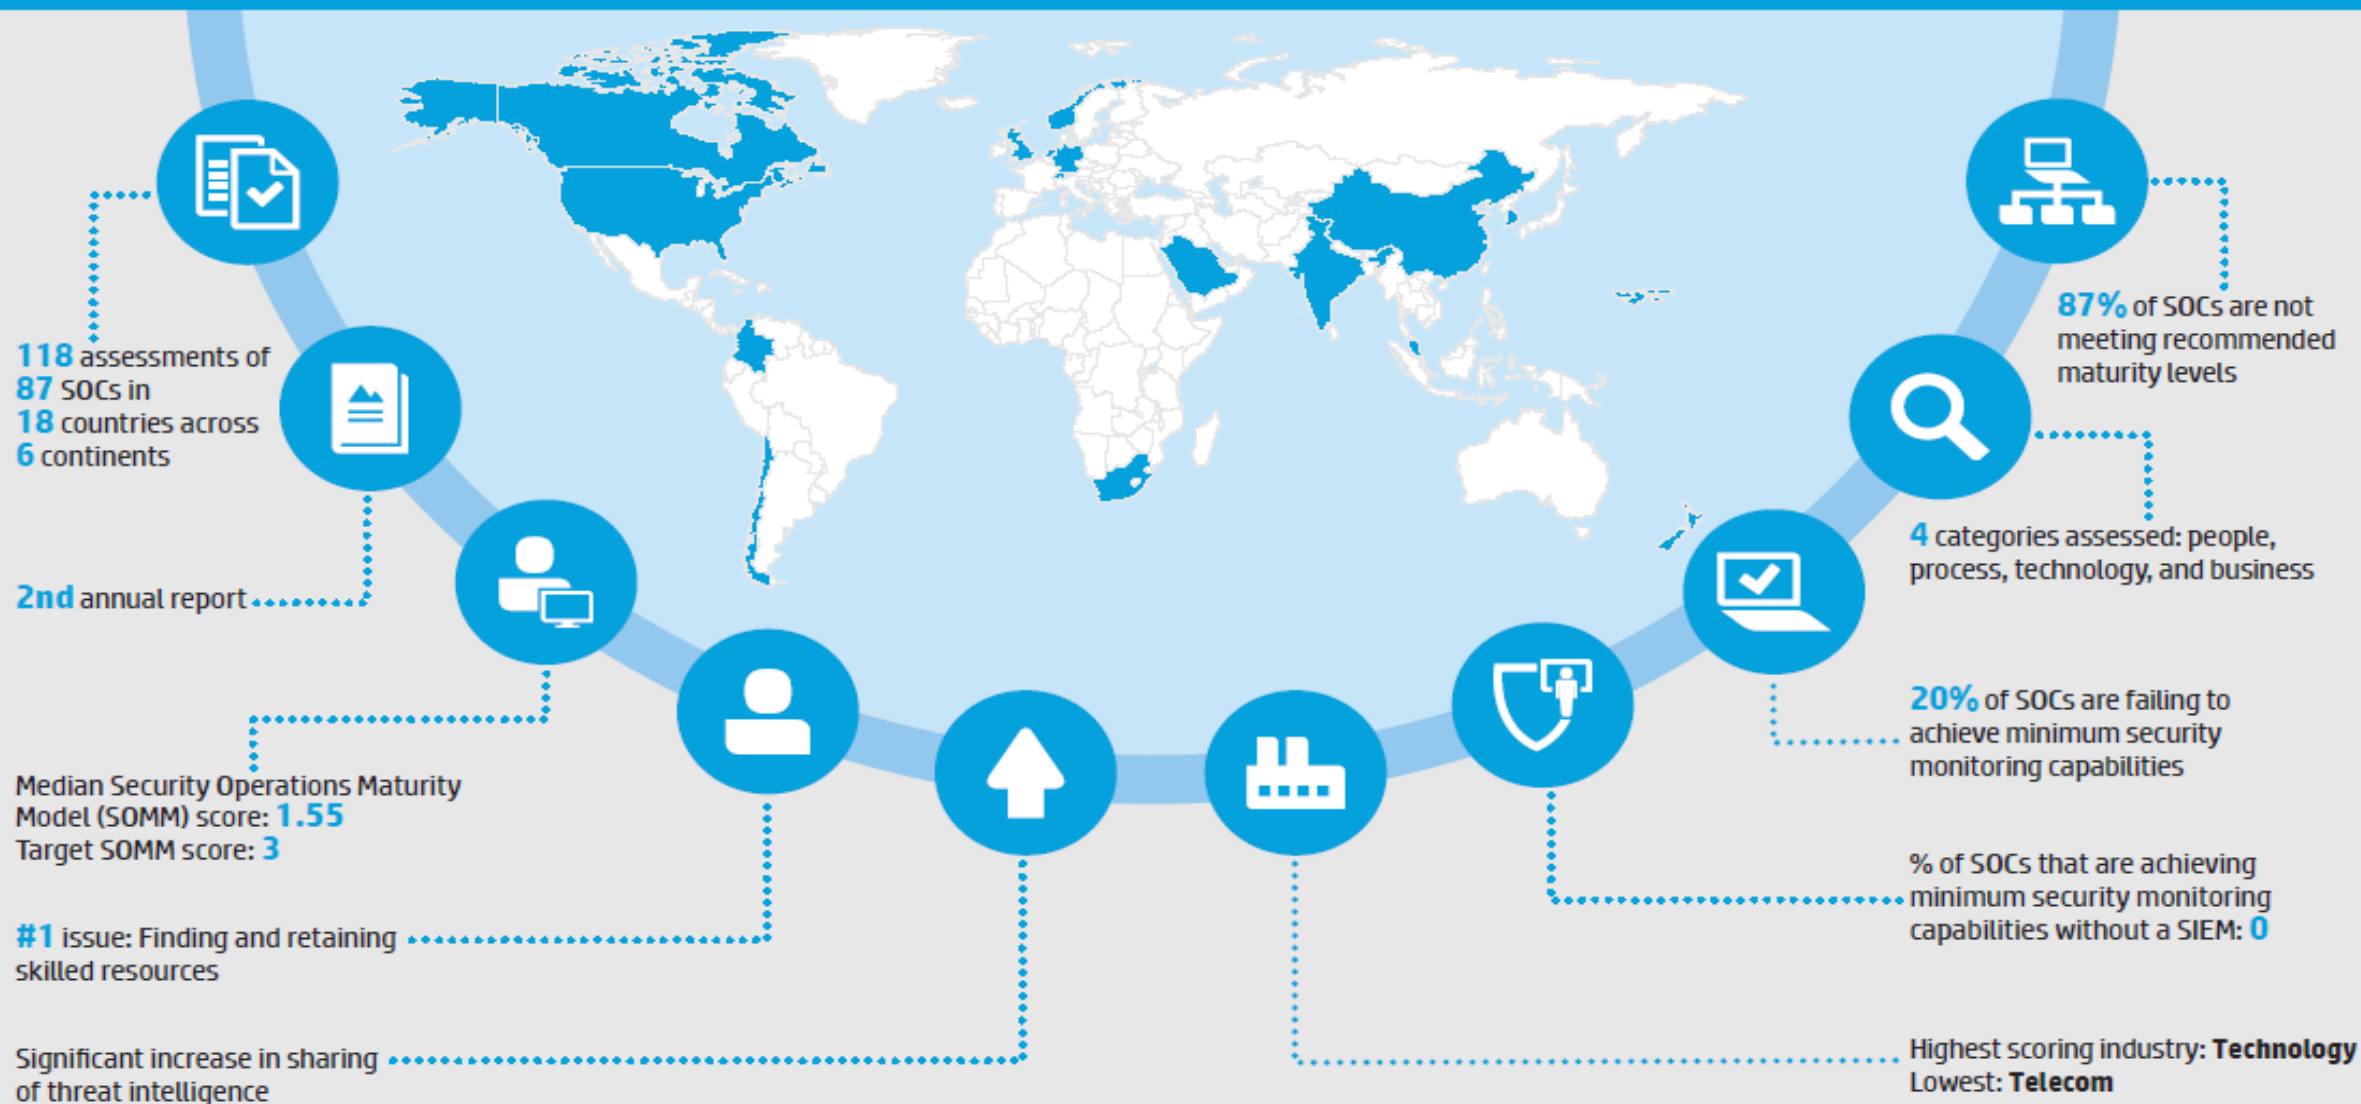 118 assessments of
87 SOCs in
18 countries across
6 continents
2nd annual report
Median Security Operations Maturity
Model (SOMM) score: 1.55
Target SOMM score: 3
#1 issue: Finding and retaining
skilled resources
Significant increase in sharing
of threat intelligence
87% of SOCs are not
meeting recommended
maturity levels
4 categories assessed: people,
process, technology, and business
20% of SOCs are failing to
achieve minimum security
monitoring capabilities
% of SOCs that are achieving
minimum security monitoring
capabilities without a SIEM: 0
Highest scoring industry: Technology
Lowest: Telecom